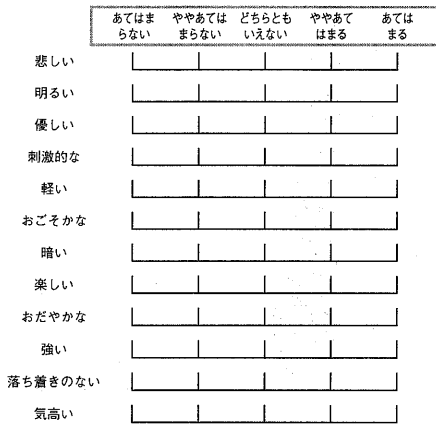 あてはま ややあては どちらとも ややあて あては
らない まらない いえない はまる まる
悲しい
明るい
優しい
刺激的な
軽い
おごそかな
暗い
楽しい
おだやかな
強い
落ち着きのない
気高い